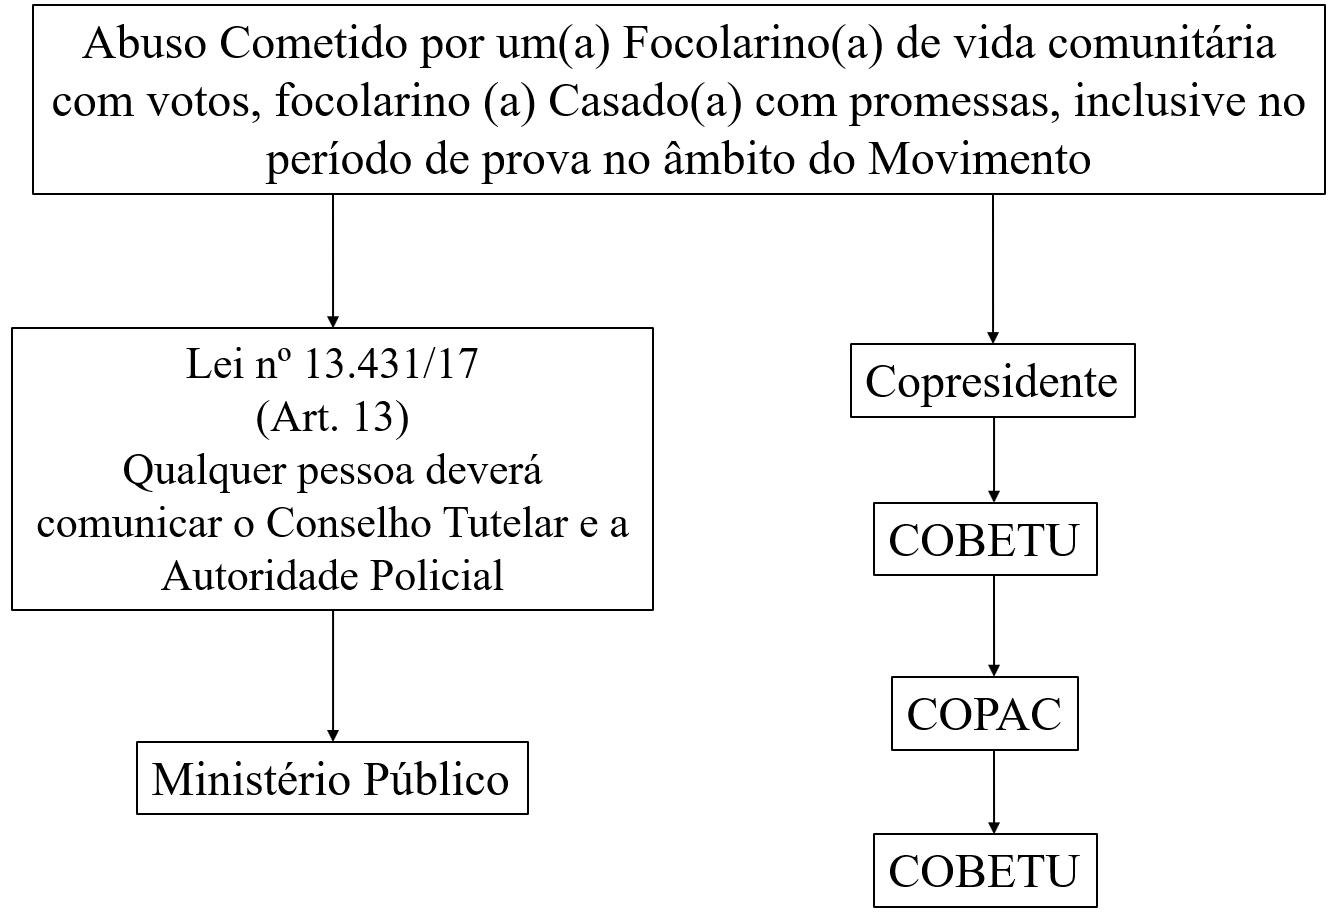 Abuso Cometido por um(a) Focolarino(a) de vida comunitária
com votos, focolarino (a) Casado(a) com promessas, inclusive no
período de prova no âmbito do Movimento
Lei nº 13.431/17
(Art. 13)
Qualquer pessoa deverá
comunicar o Conselho Tutelar e a
Autoridade Policial
Ministério Público
Copresidente
COBETU
COPAC
COBETU